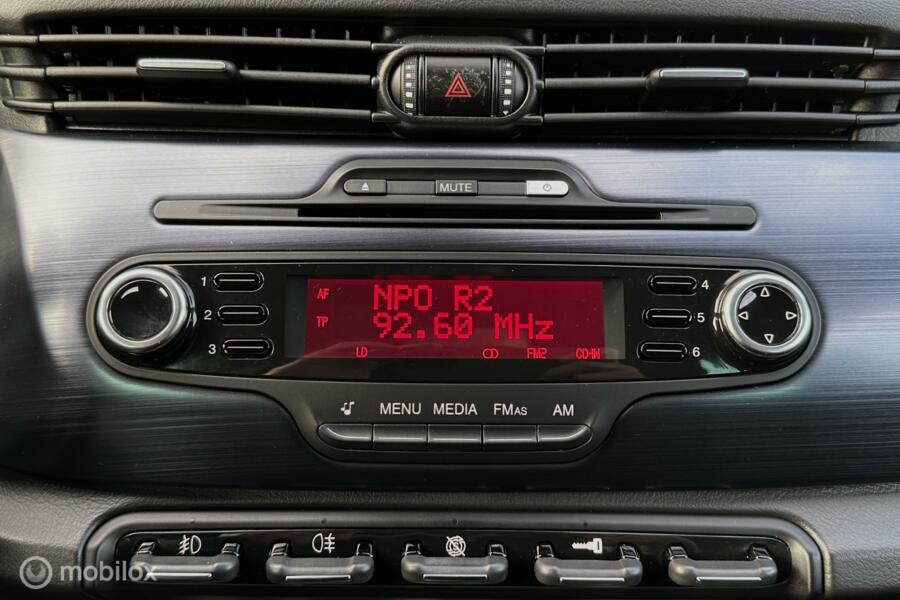 MUTE
1 4
AF NPO R2
2 5
TP 92.60 MHz
3 6
LD FM2 CD-IN
MENU MEDIA FMAS AM
mobilox